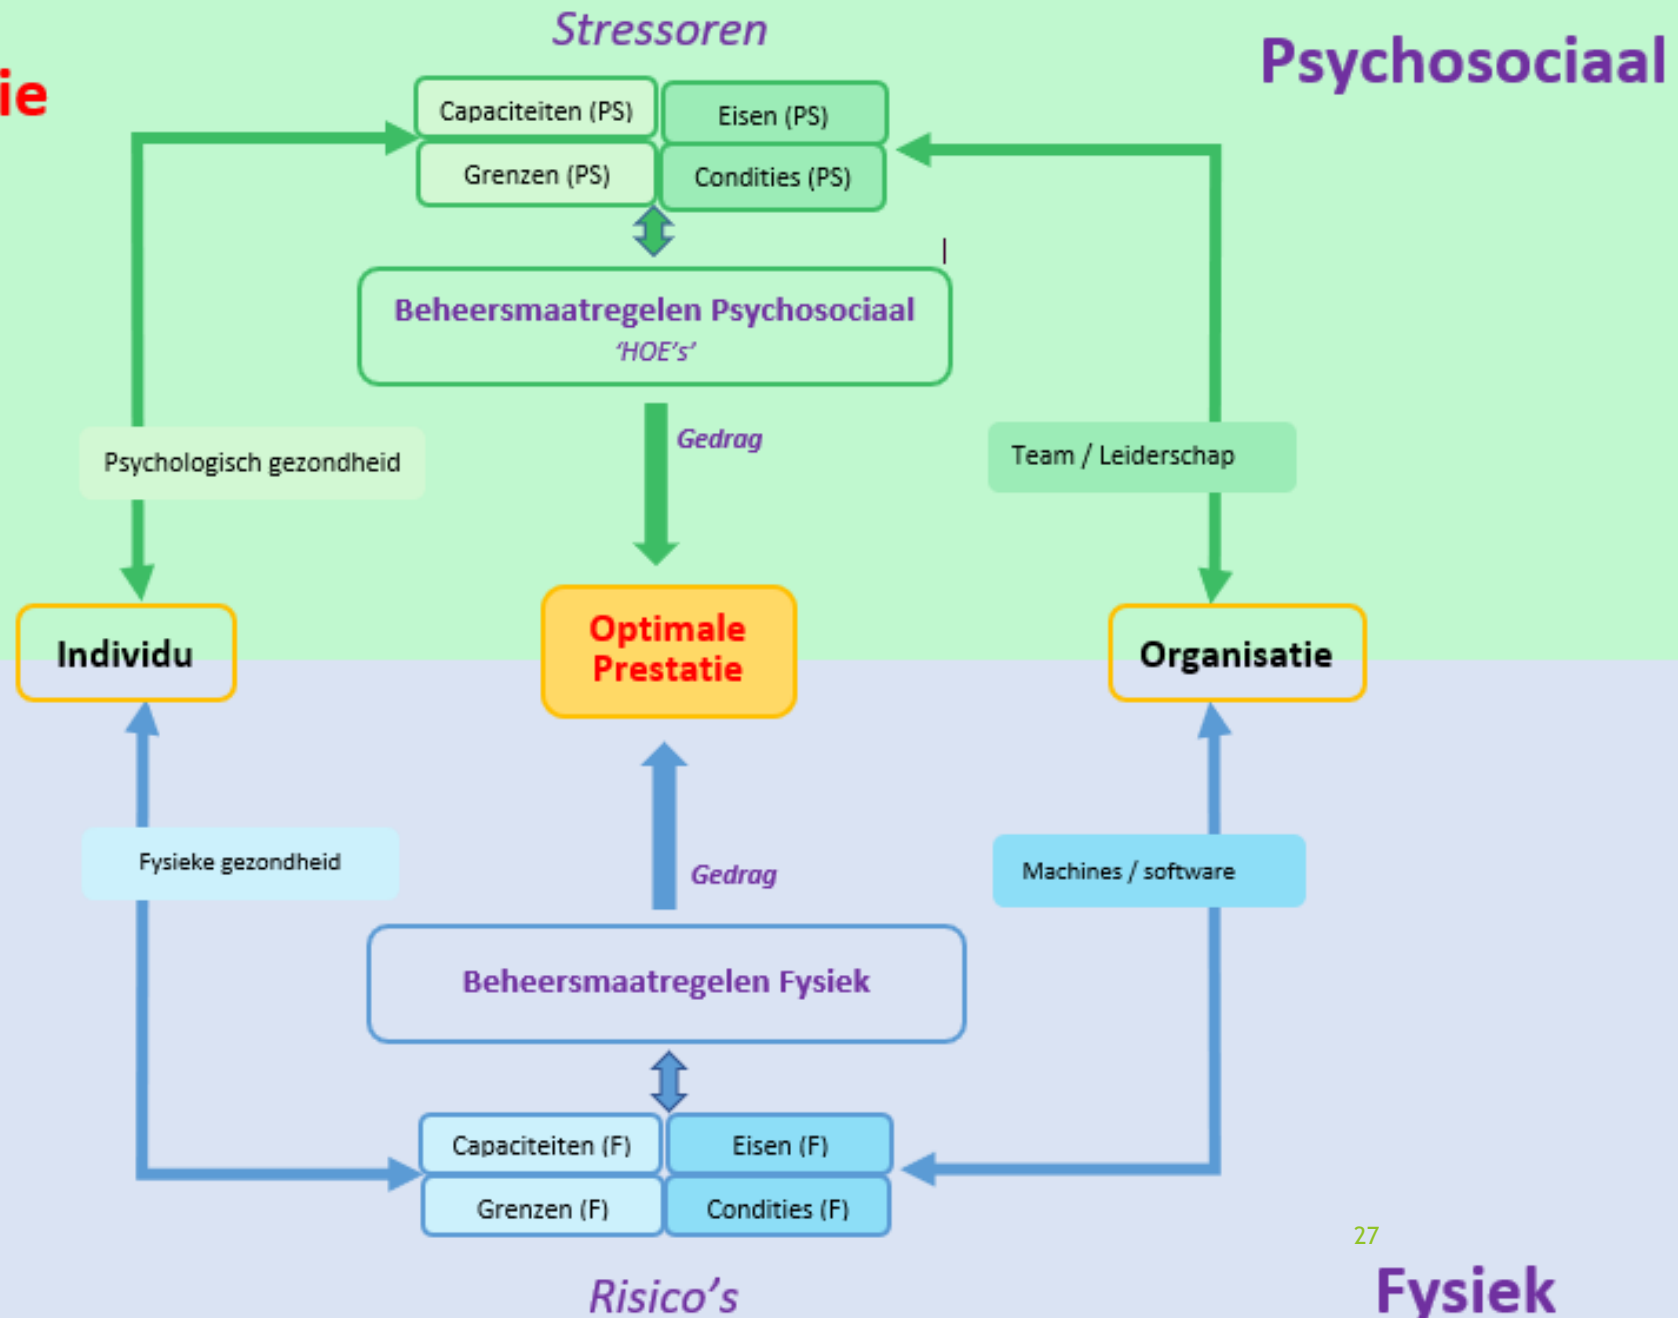 Stressoren
Psychosociaal
ie
Capaciteiten (PS)
Eisen (PS)
Grenzen (PS)
Condities (PS)
Beheersmaatregelen Psychosociaal
‘HOE’s’
Gedrag
Psychologisch gezondheid
Team / Leiderschap
Individu
Optimale
Prestatie
Organisatie
Fysieke gezondheid
Gedrag
Machines / software
Beheersmaatregelen Fysiek
Capaciteiten (F)
Eisen (F)
Grenzen (F)
Condities (F)
27
Risico’s
Fysiek